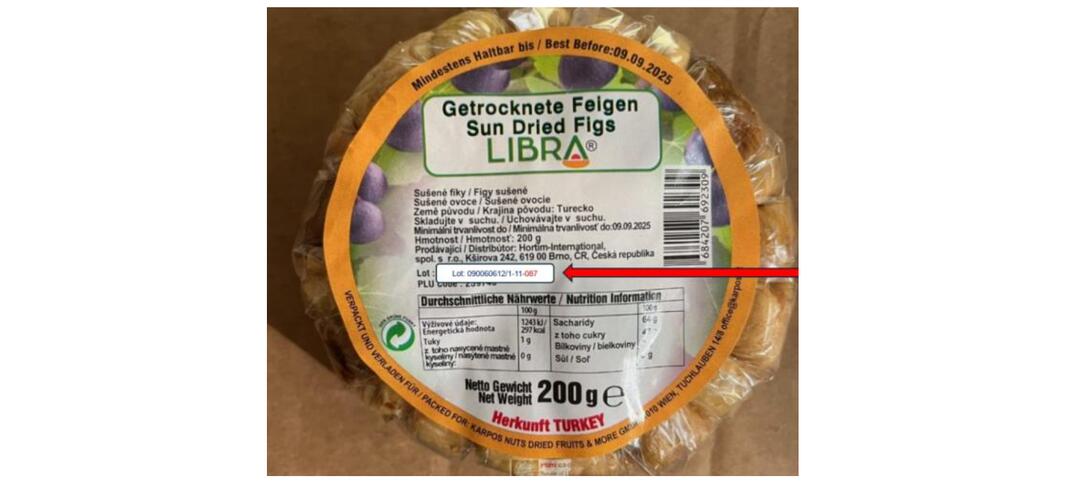 Mindestens Haltbar bis / Best Before:09.09.2025
Getrocknete Feigen
Sun Dried Figs
LIBRA®
Sušené fíky / Figy sušené
Sušené ovoce / Sušené ovocie
Země původu / Krajina pôvodu: Turecko
Skladujte v suchu. / Uchovávajte v suchu.
Minimální trvanlivost do / Minimálna trvanlivosť do:09.09.2025
Hmotnost / Hmotnosť: 200 g
Prodávající / Distribútor: Hortim-International,
spol. s r.o., Kšírova 242, 619 00 Brno, ČR, Česká republika
Lot : Lot: 090060612/1-11-087
PLU code :
684207 692309
Durchschnittliche Nährwerte / Nutrition Information
100g
100g
Výživové údaje:
Energetická hodnota
1243 kJ/
297 kcal
Tuky
1 g
z toho nasycené mastné
kyseliny / nasýtené mastné
kyseliny:
0 g
Sacharidy
64 g
z toho cukry
Bílkoviny / bielkoviny
Sůl / Soľ
g
Netto Gewicht
Net Weight
200 g e
Herkunft TURKEY
VERPACKT UND VERLADEN FÜR / PACKED FOR: KARPOS NUTS DRIED FRUITS & MORE GMBH 1010 WIEN, TUCHLAUBEN 14/8 office@karpos